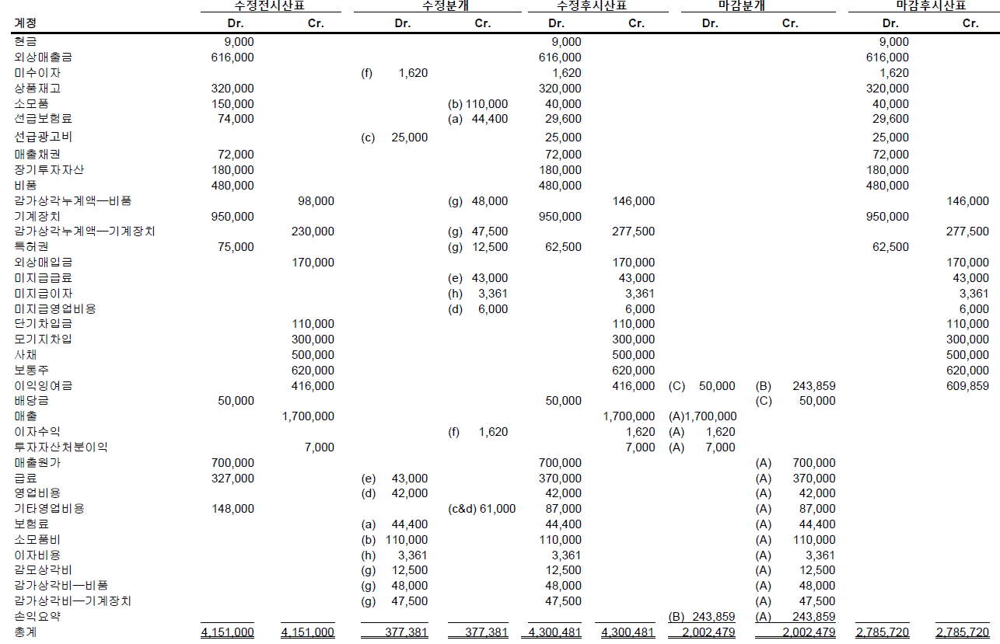 수정전시산표 수정분개 수정후시산표 마감분개 마감후시산표
계정 Dr. Cr. Dr. Cr. Dr. Cr. Dr. Cr. Dr. Cr.
현금 9,000 9,000 9,000
외상매출금 616,000 616,000 616,000
미수이자 (f) 1,620 1,620 1,620
상품재고 320,000 320,000 320,000
소모품 150,000 (b) 110,000 40,000 40,000
선급보험료 74,000 (a) 44,400 29,600 29,600
선급광고비 (c) 25,000 25,000 25,000
매출채권 72,000 72,000 72,000
장기투자자산 180,000 180,000 180,000
비품 480,000 480,000 480,000
감가상각누계액—비품 98,000 (g) 48,000 146,000 146,000
기계장치 950,000 950,000 950,000
감가상각누계액—기계장치 230,000 (g) 47,500 277,500 277,500
특허권 75,000 (g) 12,500 62,500 62,500
외상매입금 170,000 170,000 170,000
미지급급료 (e) 43,000 43,000 43,000
미지급이자 (h) 3,361 3,361 3,361
미지급영업비용 (d) 6,000 6,000 6,000
단기차입금 110,000 110,000 110,000
모기지차입 300,000 300,000 300,000
사채 500,000 500,000 500,000
보통주 620,000 620,000 620,000
이익잉여금 416,000 416,000 (C) 50,000 (B) 243,859 609,859
배당금 50,000 50,000 (C) 50,000
매출 1,700,000 1,700,000 (A)1,700,000
이자수익 (f) 1,620 1,620 (A) 1,620
투자자산처분이익 7,000 7,000 (A) 7,000
매출원가 700,000 700,000 (A) 700,000
급료 327,000 (e) 43,000 370,000 (A) 370,000
영업비용 (d) 42,000 42,000 (A) 42,000
기타영업비용 148,000 (c&d) 61,000 87,000 (A) 87,000
보험료 (a) 44,400 44,400 (A) 44,400
소모품비 (b) 110,000 110,000 (A) 110,000
이자비용 (h) 3,361 3,361 (A) 3,361
감모상각비 (g) 12,500 12,500 (A) 12,500
감가상각비—비품 (g) 48,000 48,000 (A) 48,000
감가상각비—기계장치 (g) 47,500 47,500 (A) 47,500
손익요약 (B) 243,859 (A) 243,859
총계 4,151,000 4,151,000 377,381 377,381 4,300,481 4,300,481 2,002,479 2,002,479 2,785,720 2,785,720